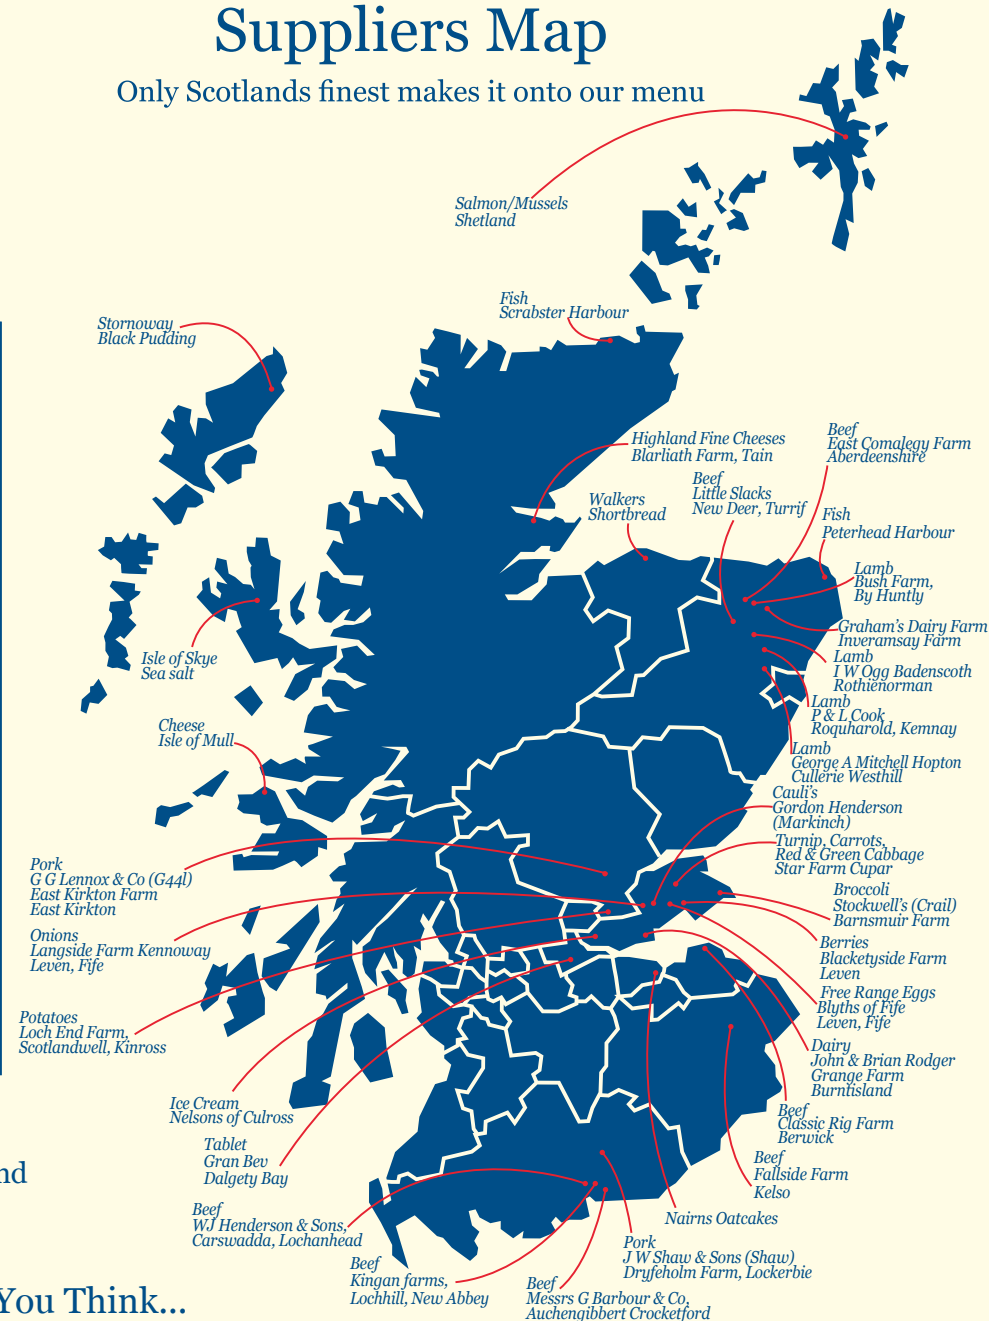 Suppliers Map
Only Scotlands finest makes it onto our menu
Salmon/Mussels
Shetland
Fish
Scrabster Harbour
Stornoway
Black Pudding
Highland Fine Cheeses
Blarliath Farm, Tain
Beef
East Comalegy Farm
Aberdeenshire
Beef
Little Slacks
New Deer, Turrif
Walkers
Shortbread
Fish
Peterhead Harbour
Lamb
Bush Farm,
By Huntly
Graham's Dairy Farm
Inveramsay Farm
Lamb
I W Ogg Badenscoth
Rothienorman
Isle of Skye
Sea salt
Lamb
P & L Cook
Roquharold, Kemnay
Cheese
Isle of Mull
Lamb
George A Mitchell Hopton
Cullerie Westhill
Cauli's
Gordon Henderson
(Markinch)
Turnip, Carrots,
Red & Green Cabbage
Star Farm Cupar
Pork
G G Lennox & Co (G44l)
East Kirkton Farm
East Kirkton
Broccoli
Stockwell's (Crail)
Barnsmuir Farm
Onions
Langside Farm Kennoway
Leven, Fife
Berries
Blacketyside Farm
Leven
Free Range Eggs
Blyths of Fife
Leven, Fife
Potatoes
Loch End Farm,
Scotlandwell, Kinross
Dairy
John & Brian Rodger
Grange Farm
Burntisland
Ice Cream
Nelsons of Culross
Beef
Classic Rig Farm
Berwick
Tablet
Gran Bev
Dalgety Bay
Beef
Fallside Farm
Kelso
nd
Beef
WJ Henderson & Sons,
Carswadda, Lochanhead
Nairns Oatcakes
Pork
J W Shaw & Sons (Shaw)
Dryfeholm Farm, Lockerbie
Beef
Kingan farms,
Lochhill, New Abbey
Beef
Messrs G Barbour & Co,
Auchengibbert Crocketford
You Think...